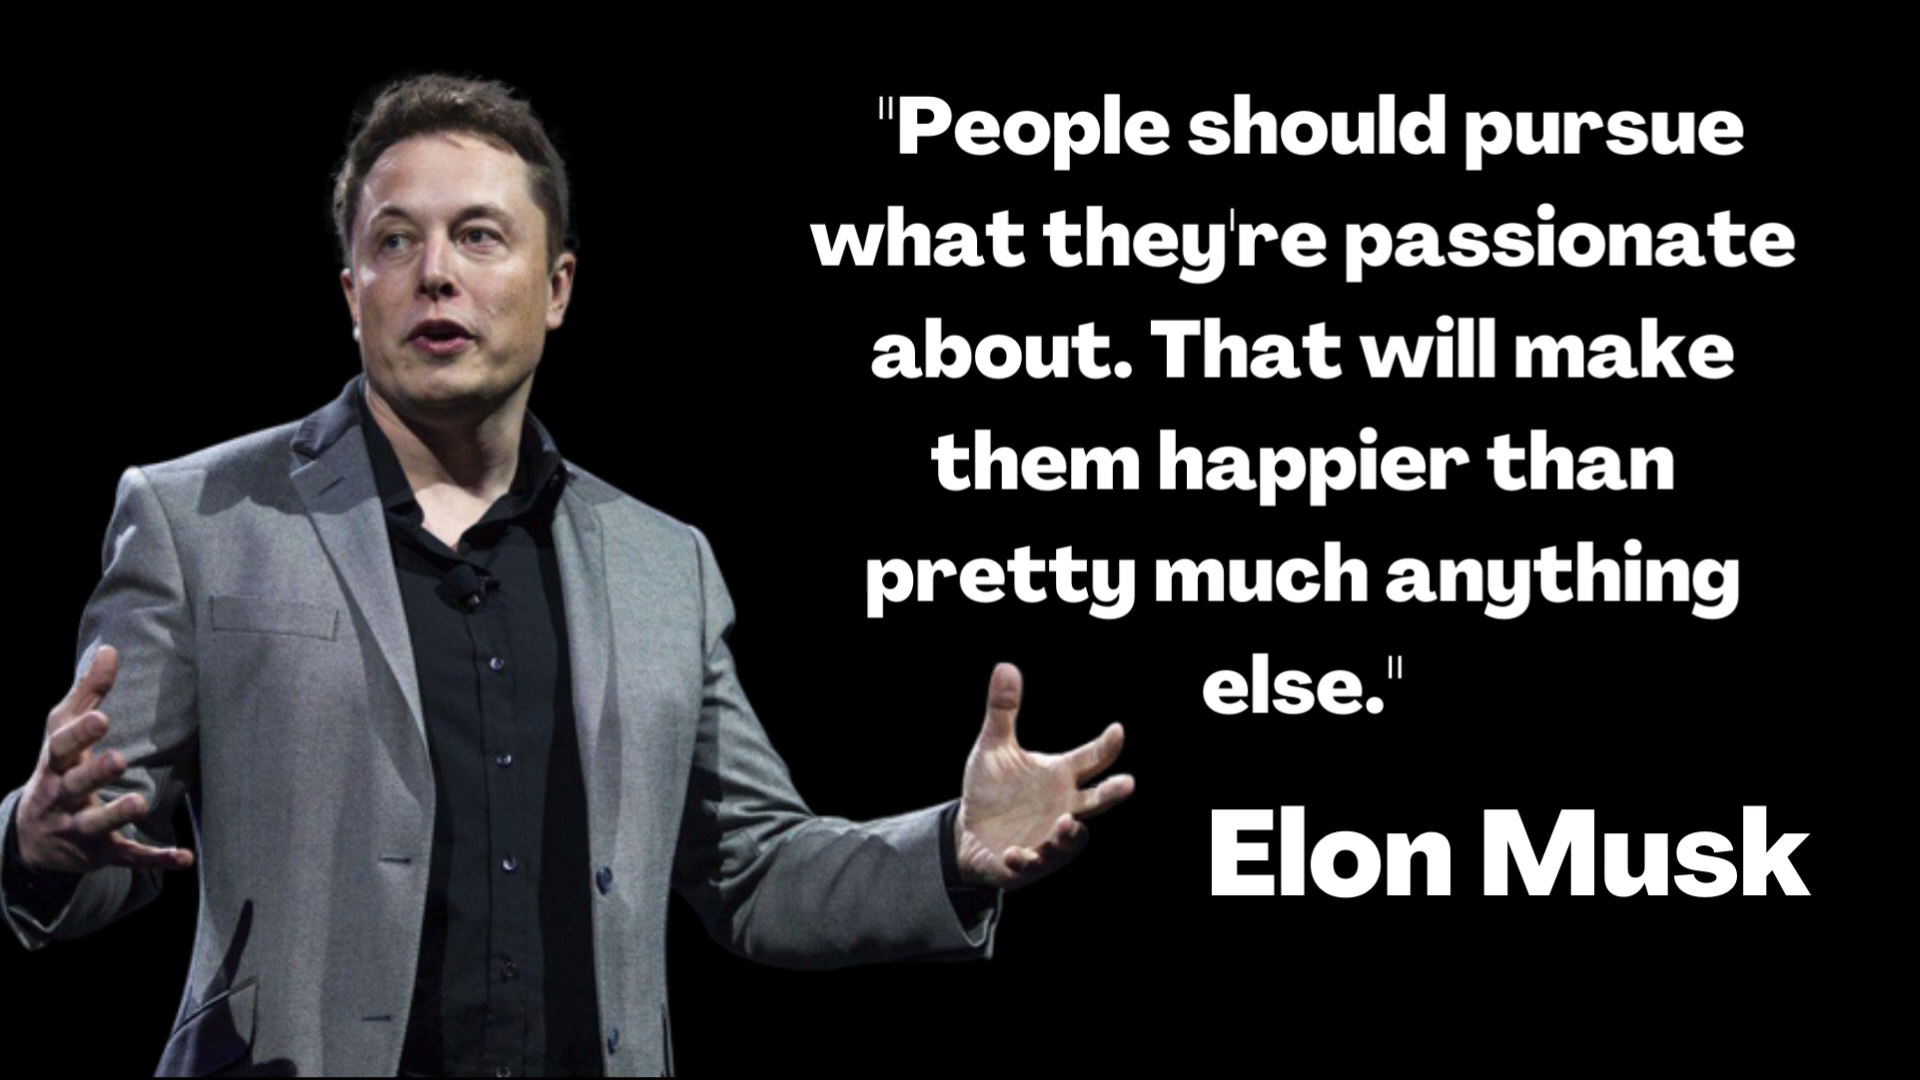 "People should pursue
what they're passionate
about. That will make
them happier than
pretty much anything
else."
Elon Musk